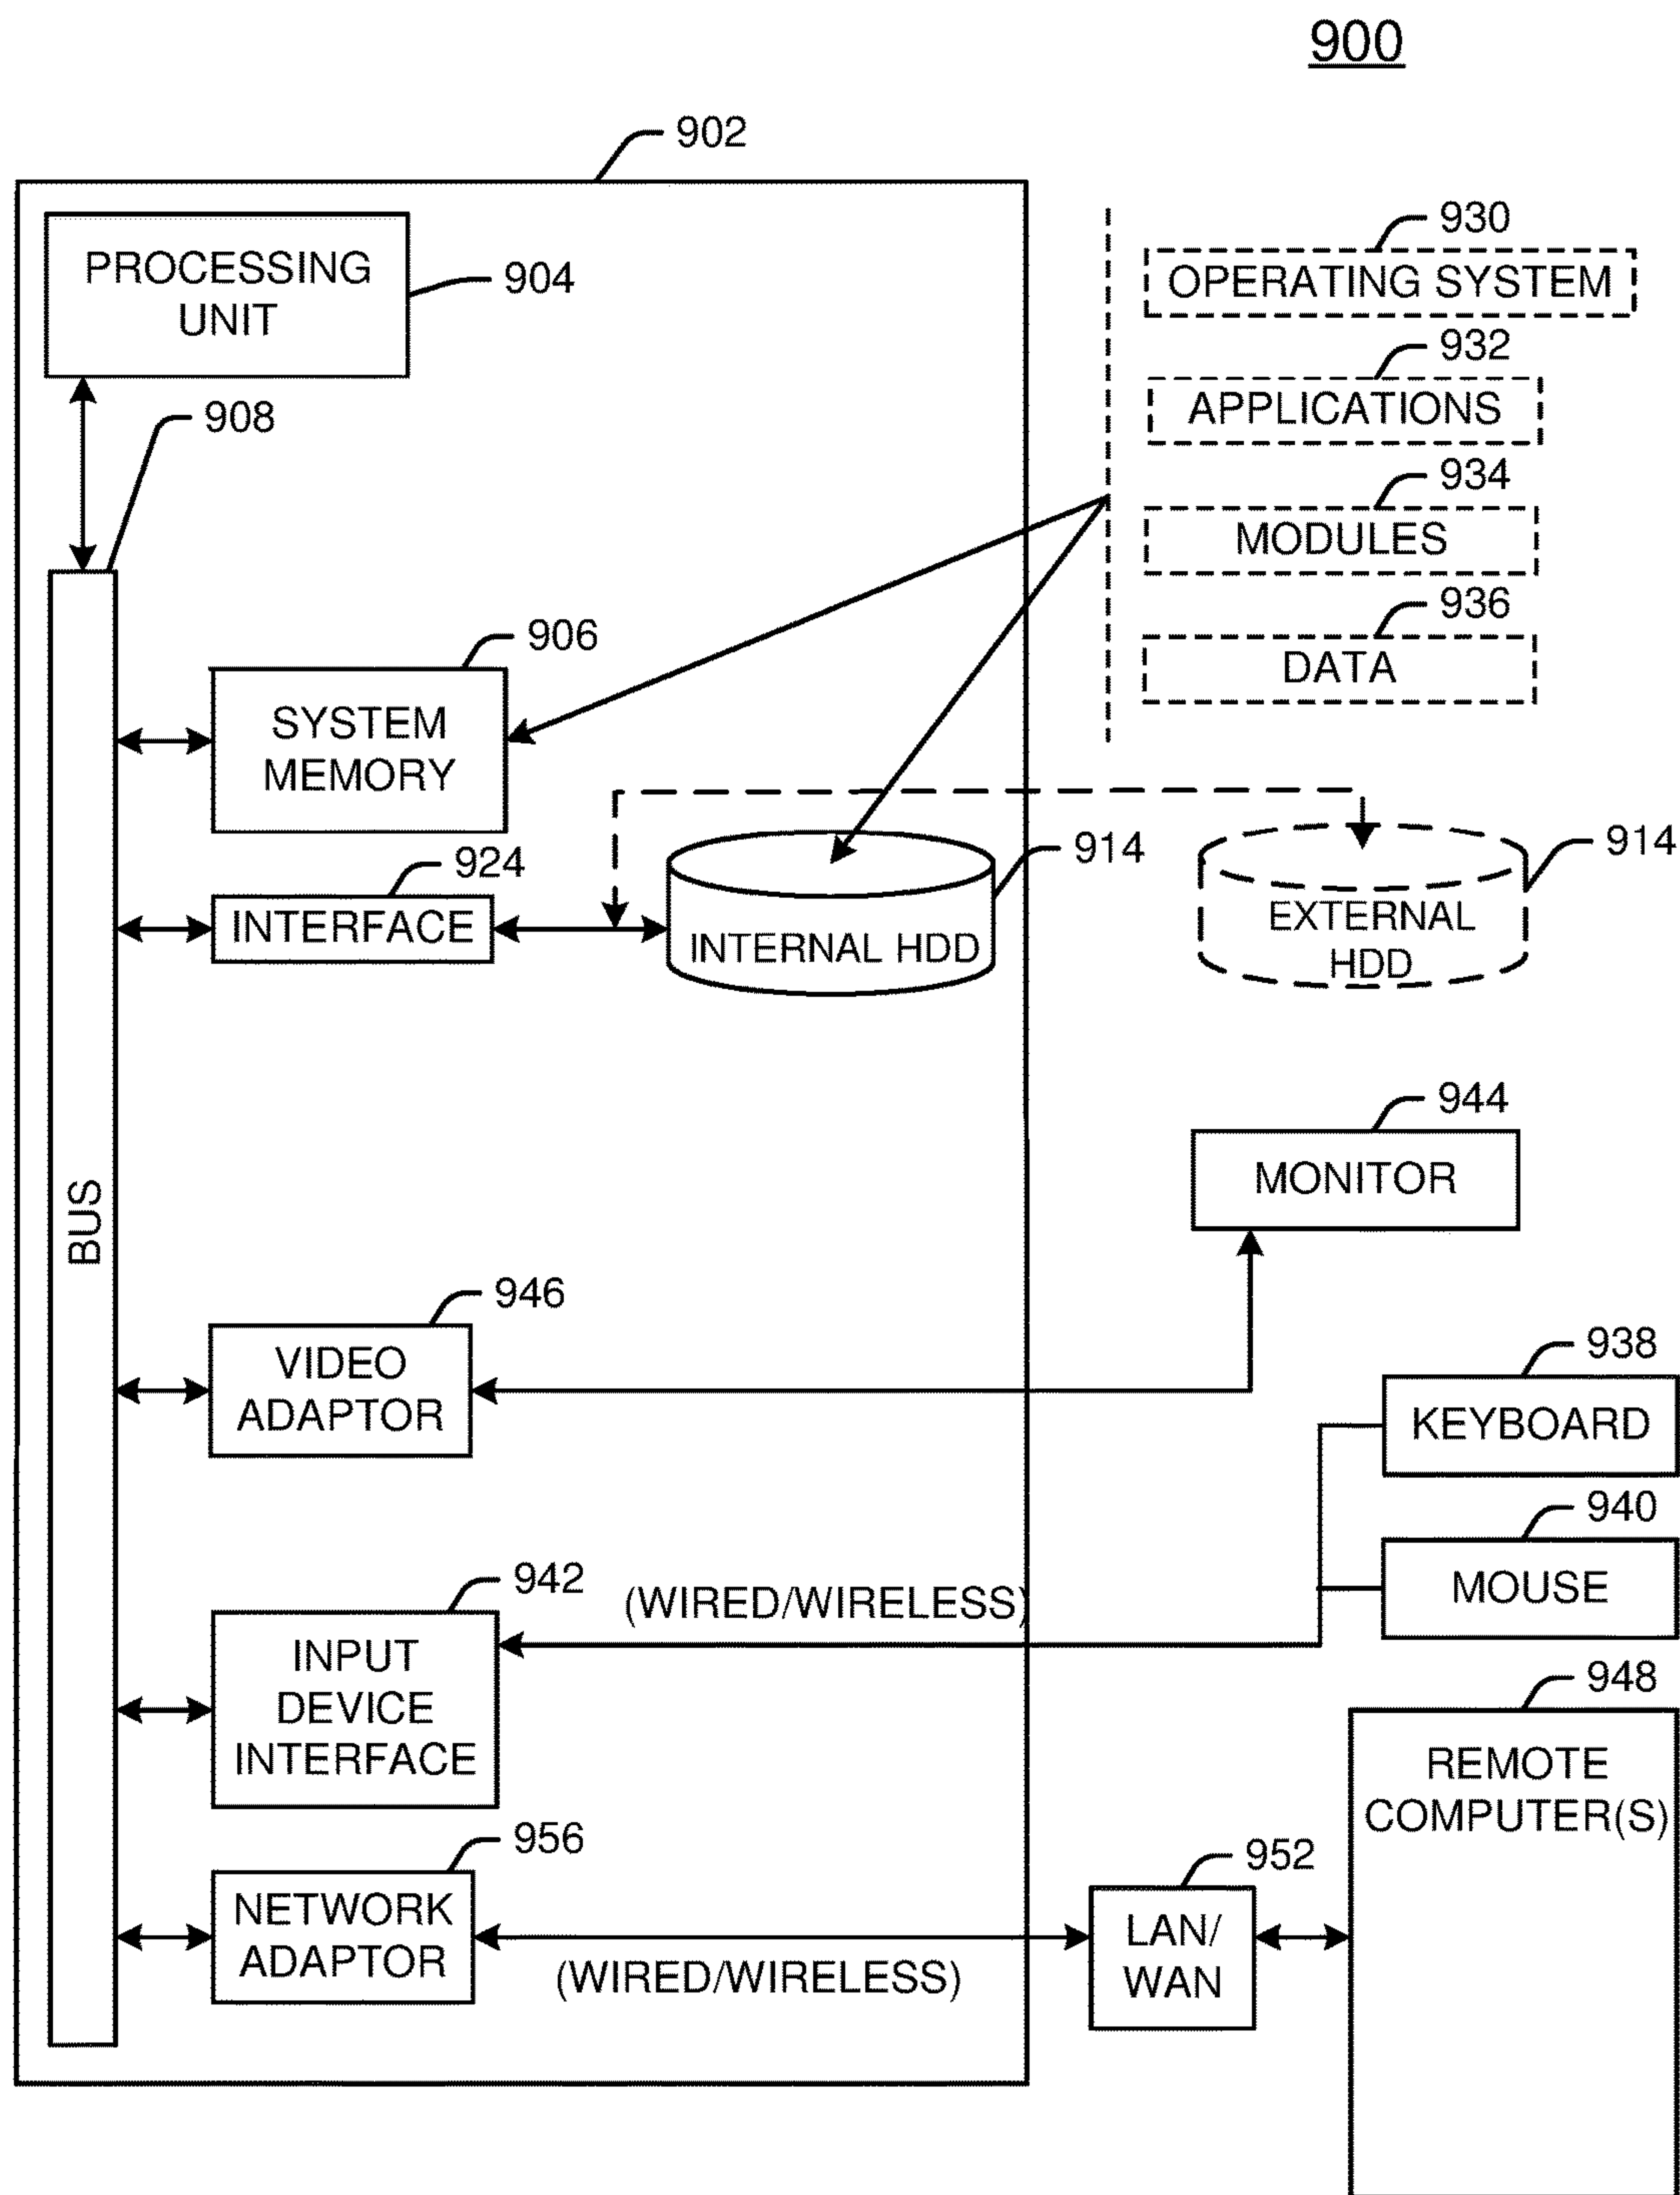 900
902
PROCESSING
UNIT
904
908
930
OPERATING SYSTEM
932
APPLICATIONS
934
MODULES
936
DATA
906
SYSTEM
MEMORY
924
INTERFACE
914
INTERNAL HDD
914
EXTERNAL
HDD
BUS
944
MONITOR
946
VIDEO
ADAPTOR
938
KEYBOARD
940
MOUSE
942
(WIRED/WIRELESS)
INPUT
DEVICE
INTERFACE
948
REMOTE
COMPUTER(S)
956
NETWORK
ADAPTOR
(WIRED/WIRELESS)
952
LAN/
WAN